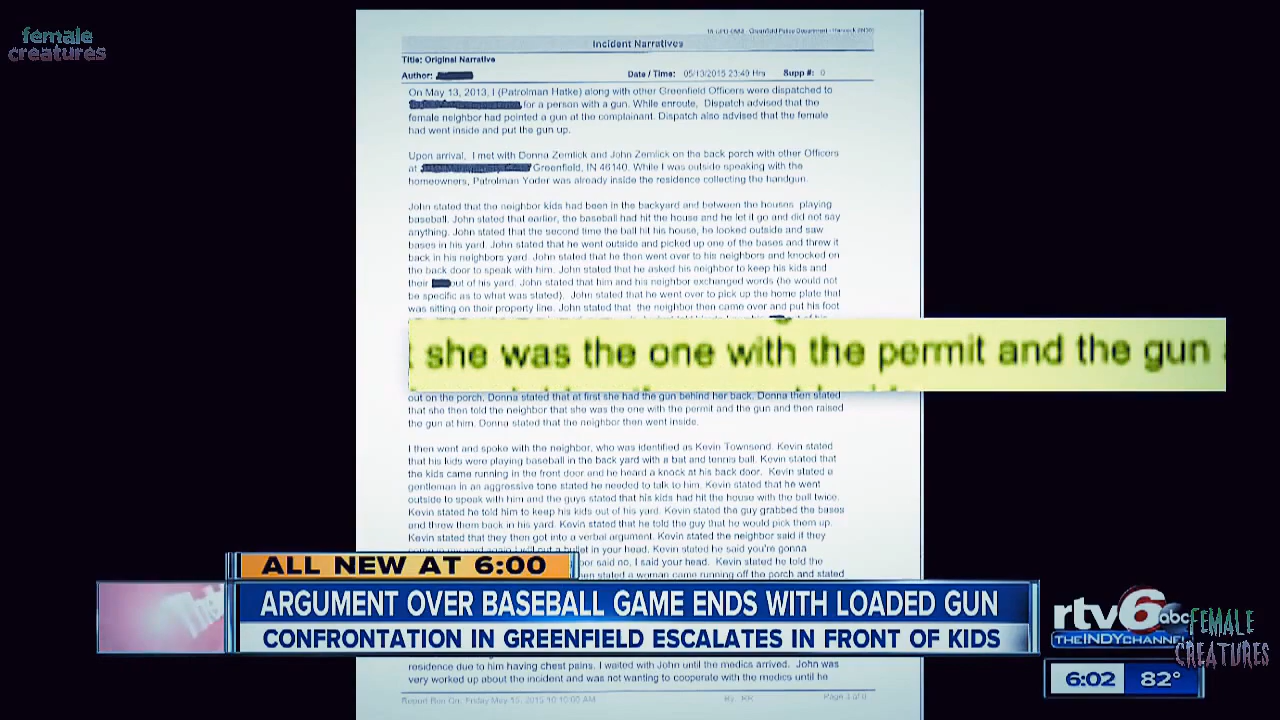 female
creatures
Incident Narratives
Title: Original Narrative
Author: Date / Time: 05/13/2015 23:49 Hrs Supp #: 0
On May 13, 2013, I (Patrolman Hatke) along with other Greenfield Officers were dispatched to
for a person with a gun. While enroute, Dispatch advised that the
female neighbor had pointed a gun at the complainant. Dispatch also advised that the female
had went inside and put the gun up.
Upon arrival, I met with Donna Zemlick and John Zemlick on the back porch with other Officers
at Greenfield, IN 46140. While I was outside speaking with the
homeowners, Patrolman Yoder was already inside the residence collecting the handgun.
John stated that the neighbor kids had been in the backyard and between the houses playing
baseball. John stated that earlier, the baseball had hit the house and he let it go and did not say
anything. John stated that the second time the ball hit his house, he looked outside and saw
bases in his yard. John stated that he went outside and picked up one of the bases and threw it
back in his neighbors yard. John stated that he then went over to his neighbors and knocked on
the back door to speak with him. John stated that he asked his neighbor to keep his kids and
their out of his yard. John stated that him and his neighbor exchanged words (he would not
be specific as to what was stated). John stated that he went over to pick up the home plate that
was sitting on their property line. John stated that the neighbor then came over and put his foot
she was the one with the permit and the gun
out on the porch. Donna stated that at first she had the gun behind her back. Donna then stated
that she then told the neighbor that she was the one with the permit and the gun and then raised
the gun at him. Donna stated that the neighbor then went inside.
I then went and spoke with the neighbor, who was identified as Kevin Townsend. Kevin stated
that his kids were playing baseball in the back yard with a bat and tennis ball. Kevin stated that
the kids came running in the front door and he heard a knock at his back door. Kevin stated a
gentleman in an aggressive tone stated he needed to talk to him. Kevin stated that he went
outside to speak with him and the guys stated that his kids had hit the house with the ball twice.
Kevin stated he told him to keep his kids out of his yard. Kevin stated the guy grabbed the bases
and threw them back in his yard. Kevin stated that he told the guy that he would pick them up.
Kevin stated that they then got into a verbal argument. Kevin stated the neighbor said if they
bullet in your head. Kevin stated he said you're gonna
said no, I said your head. Kevin stated he told the
stated a woman came running off the porch and stated
ALL NEW AT 6:00
ARGUMENT OVER BASEBALL GAME ENDS WITH LOADED GUN
CONFRONTATION IN GREENFIELD ESCALATES IN FRONT OF KIDS
rtv6 abc
THEINDYCHANNEL
FEMALE
CREATURES
6:02 82°
residence due to him having chest pains. I waited with John until the medics arrived. John was
very worked up about the incident and was not wanting to cooperate with the medics until he
Report Run On: Friday May 15, 2015 10:10:00 AM